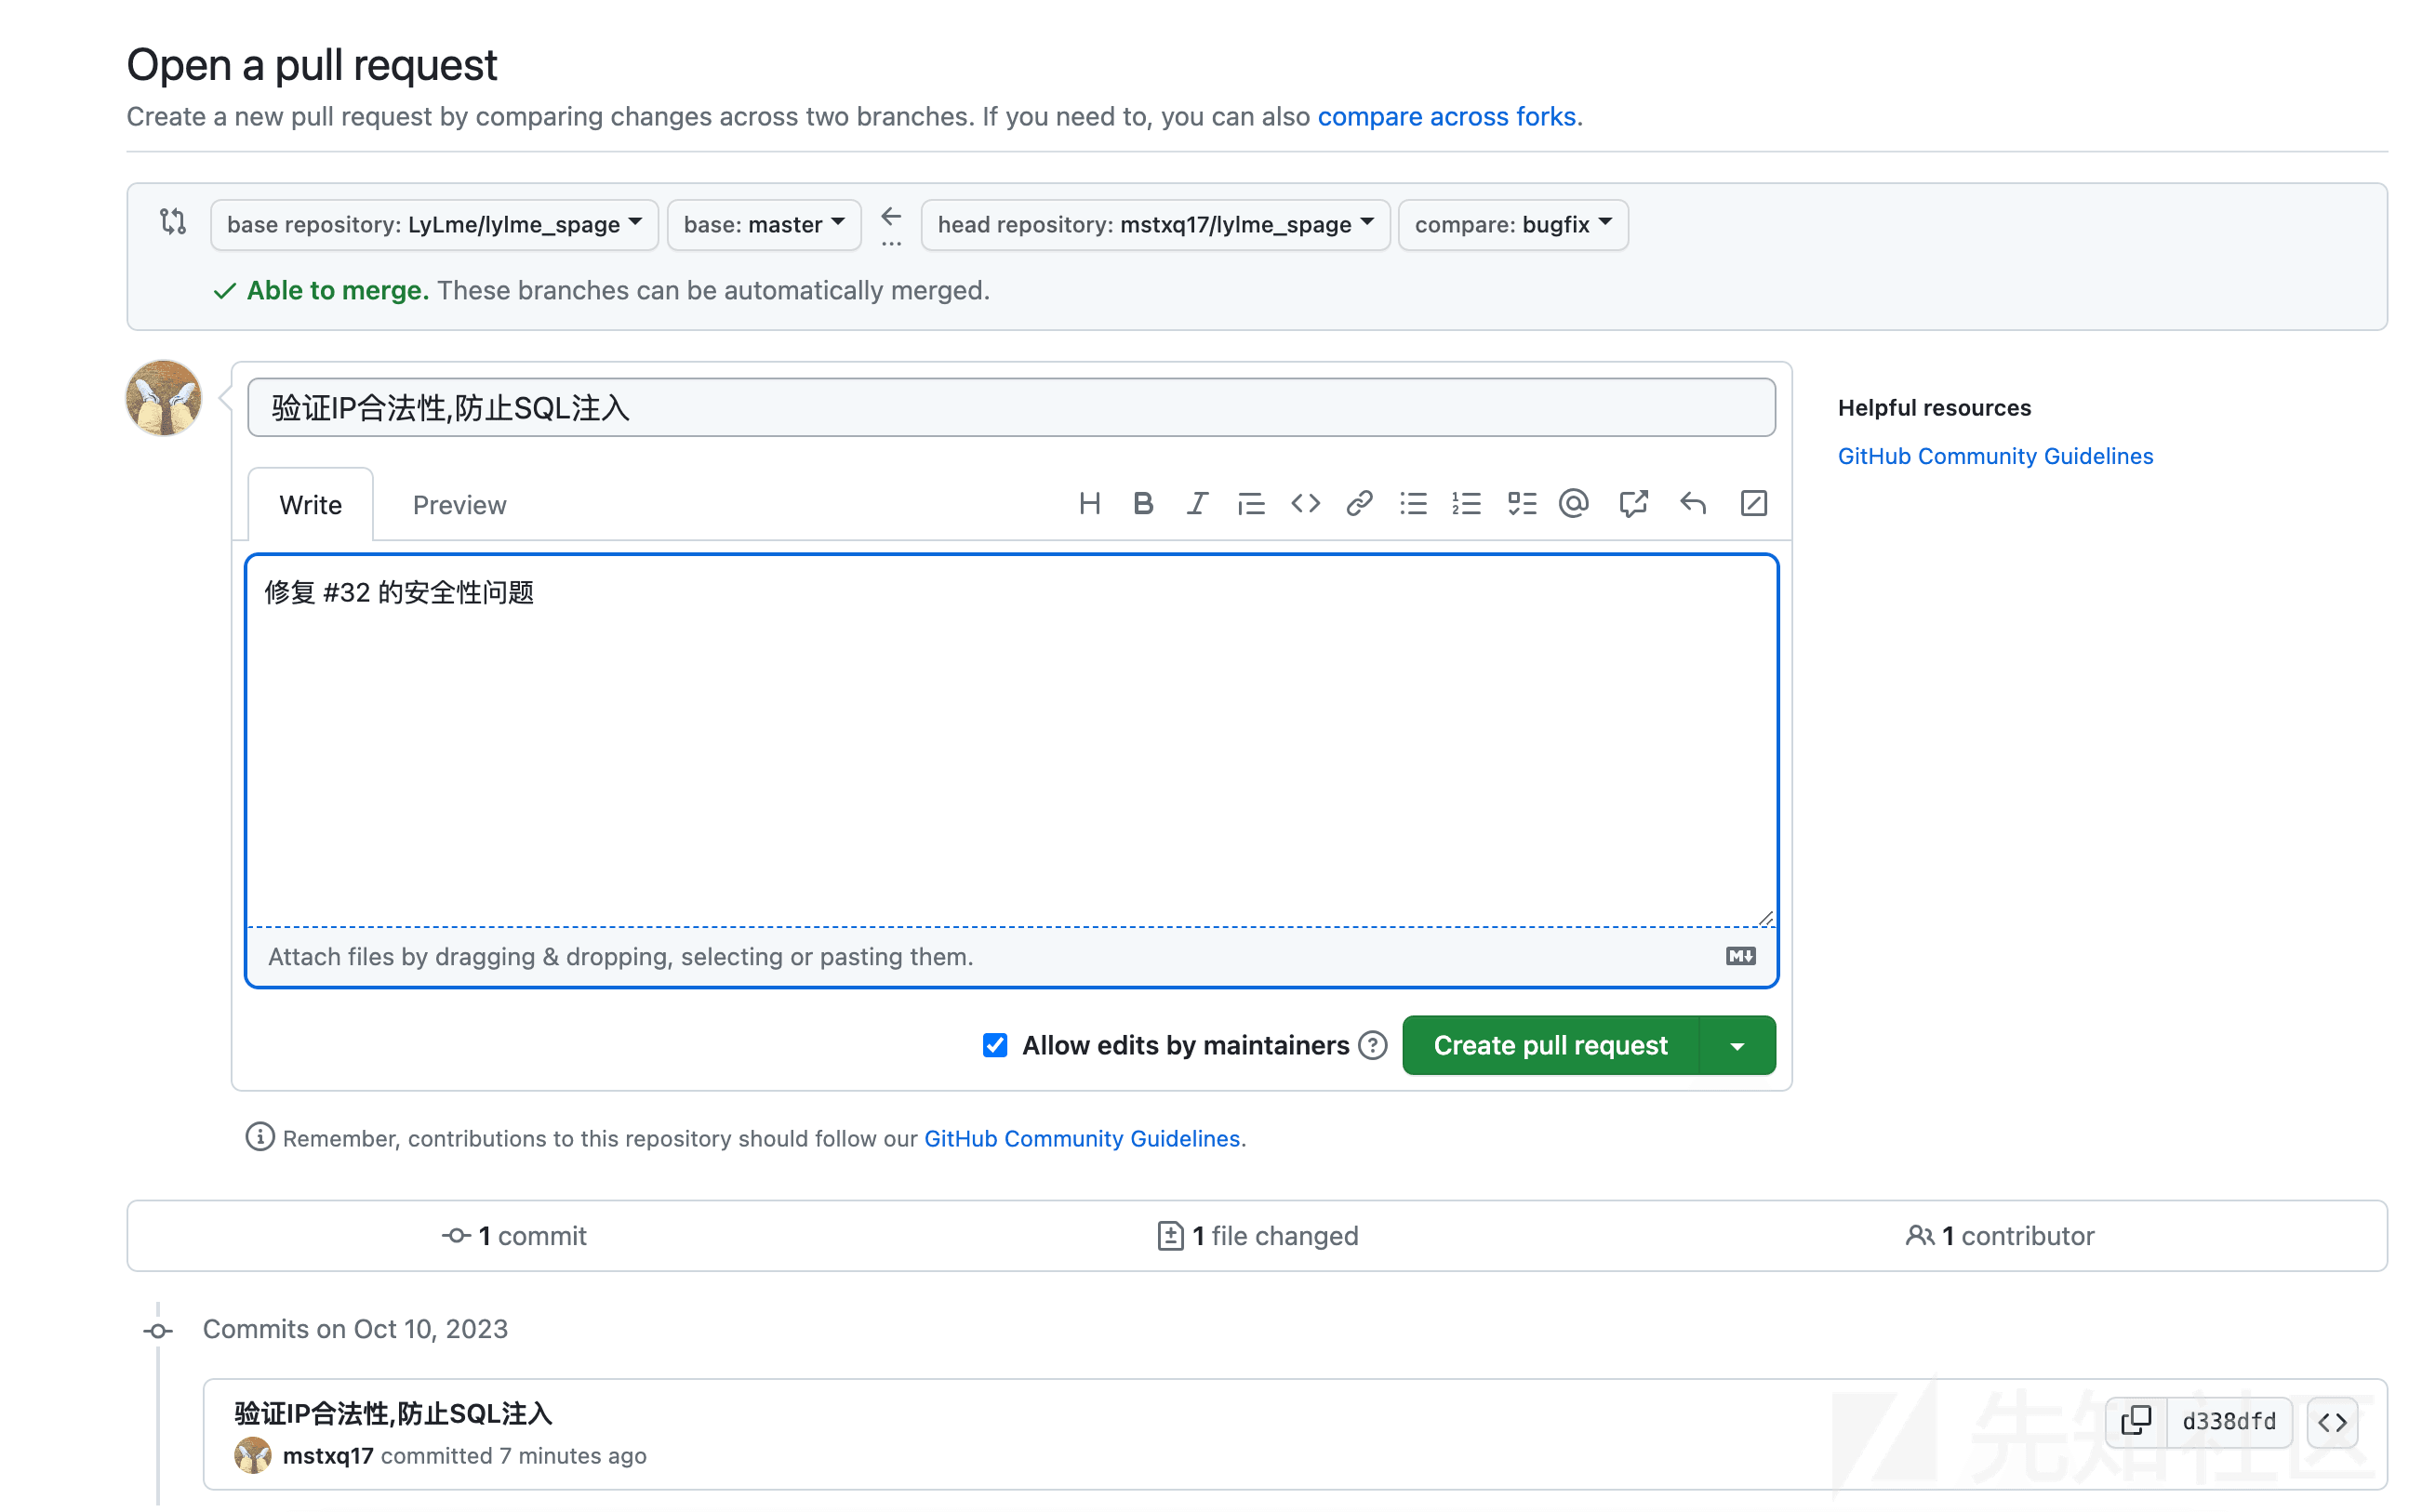 Open a pull request
Create a new pull request by comparing changes across two branches. If you need to, you can also compare across forks.
base repository: LyLme/lylme_spage base: master ... head repository: mstxq17/lylme_spage compare: bugfix
Able to merge. These branches can be automatically merged.
验证IP合法性,防止SQL注入
Helpful resources
GitHub Community Guidelines
Write Preview
修复 #32 的安全性问题
Attach files by dragging & dropping, selecting or pasting them.
Allow edits by maintainers Create pull request
Remember, contributions to this repository should follow our GitHub Community Guidelines.
1 commit 1 file changed 1 contributor
Commits on Oct 10, 2023
验证IP合法性,防止SQL注入
d338dfd
mstxq17 committed 7 minutes ago
先知社区